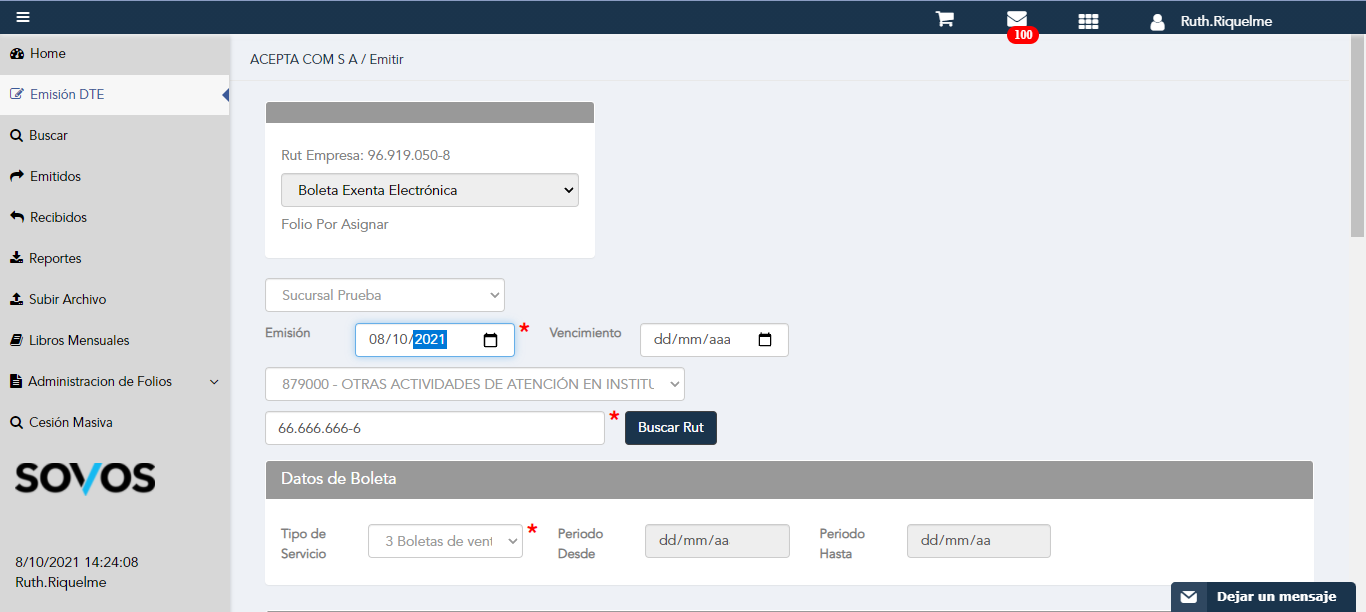 Ruth.Riquelme
100
Home
Emisión DTE
Buscar
Emitidos
Recibidos
Reportes
Subir Archivo
Libros Mensuales
Administracion de Folios
Cesión Masiva
SOVOS
8/10/2021 14:24:08
Ruth.Riquelme
ACEPTA COM S A / Emitir
Rut Empresa: 96.919.050-8
Boleta Exenta Electrónica
Folio Por Asignar
Sucursal Prueba
Emisión 08/10/2021 * Vencimiento dd/mm/aaa
879000 - OTRAS ACTIVIDADES DE ATENCIÓN EN INSTITU
66.666.666-6 * Buscar Rut
Datos de Boleta
Tipo de Servicio 3 Boletas de vent * Periodo Desde dd/mm/aa Periodo Hasta dd/mm/aa
Dejar un mensaje